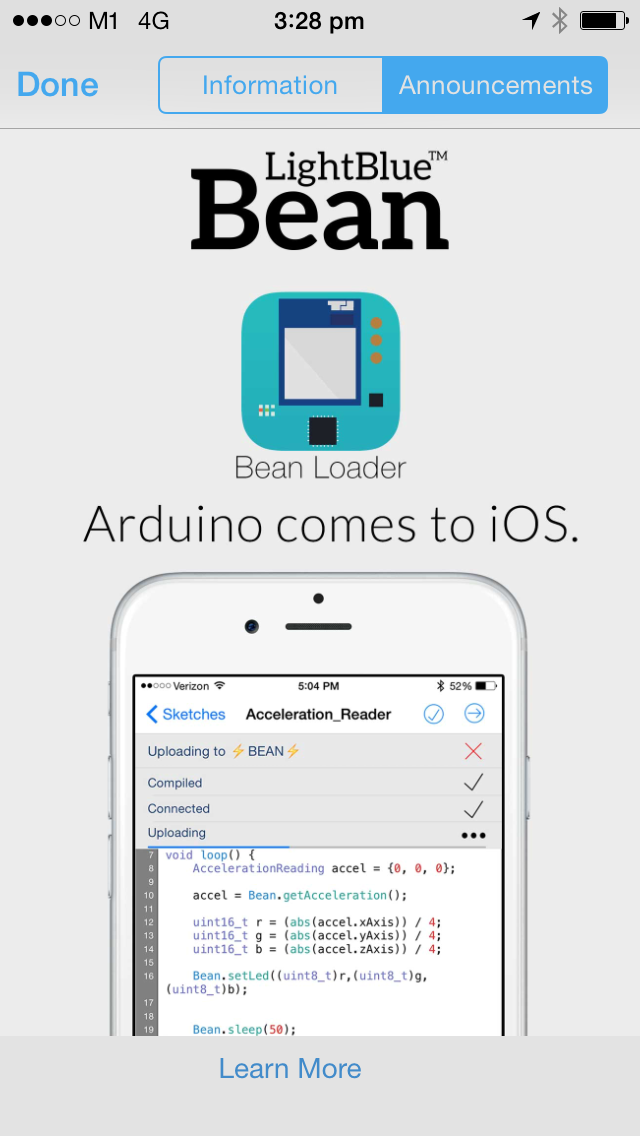 M1 4G 3:28 pm
Done Information Announcements
LightBlue™
Bean
Bean Loader
Arduino comes to iOS.
Verizon 5:04 PM 52%
Sketches Acceleration_Reader
Uploading to ⚡BEAN⚡
Compiled
Connected
Uploading
7 void loop() {
8 AccelerationReading accel = {0, 0, 0};
9
10 accel = Bean.getAcceleration();
11
12 uint16_t r = (abs(accel.xAxis)) / 4;
13 uint16_t g = (abs(accel.yAxis)) / 4;
14 uint16_t b = (abs(accel.zAxis)) / 4;
15
16 Bean.setLed((uint8_t)r,(uint8_t)g,
(uint8_t)b);
17
18
19 Bean.sleep(50);
Learn More